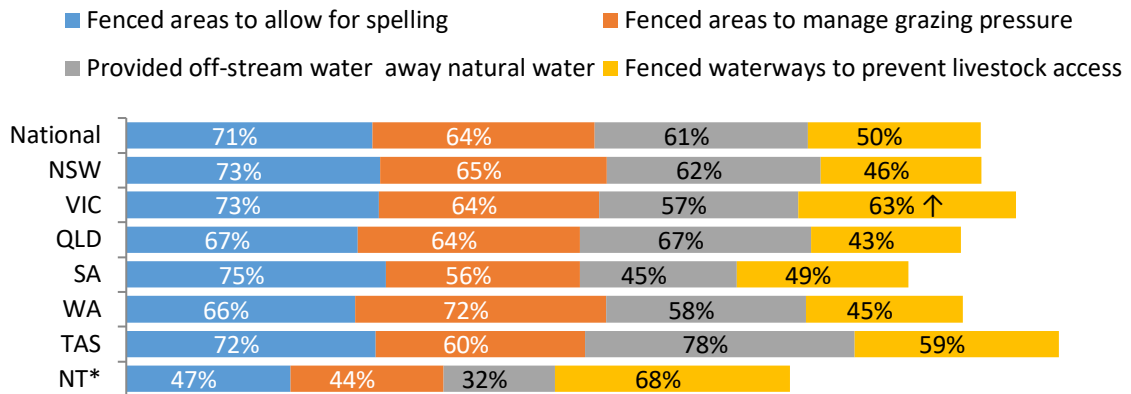 Fenced areas to allow for spelling Fenced areas to manage grazing pressure
Provided off-stream water away natural water Fenced waterways to prevent livestock access
National 71% 64% 61% 50%
NSW 73% 65% 62% 46%
VIC 73% 64% 57% 63% ↑
QLD 67% 64% 67% 43%
SA 75% 56% 45% 49%
WA 66% 72% 58% 45%
TAS 72% 60% 78% 59%
NT* 47% 44% 32% 68%